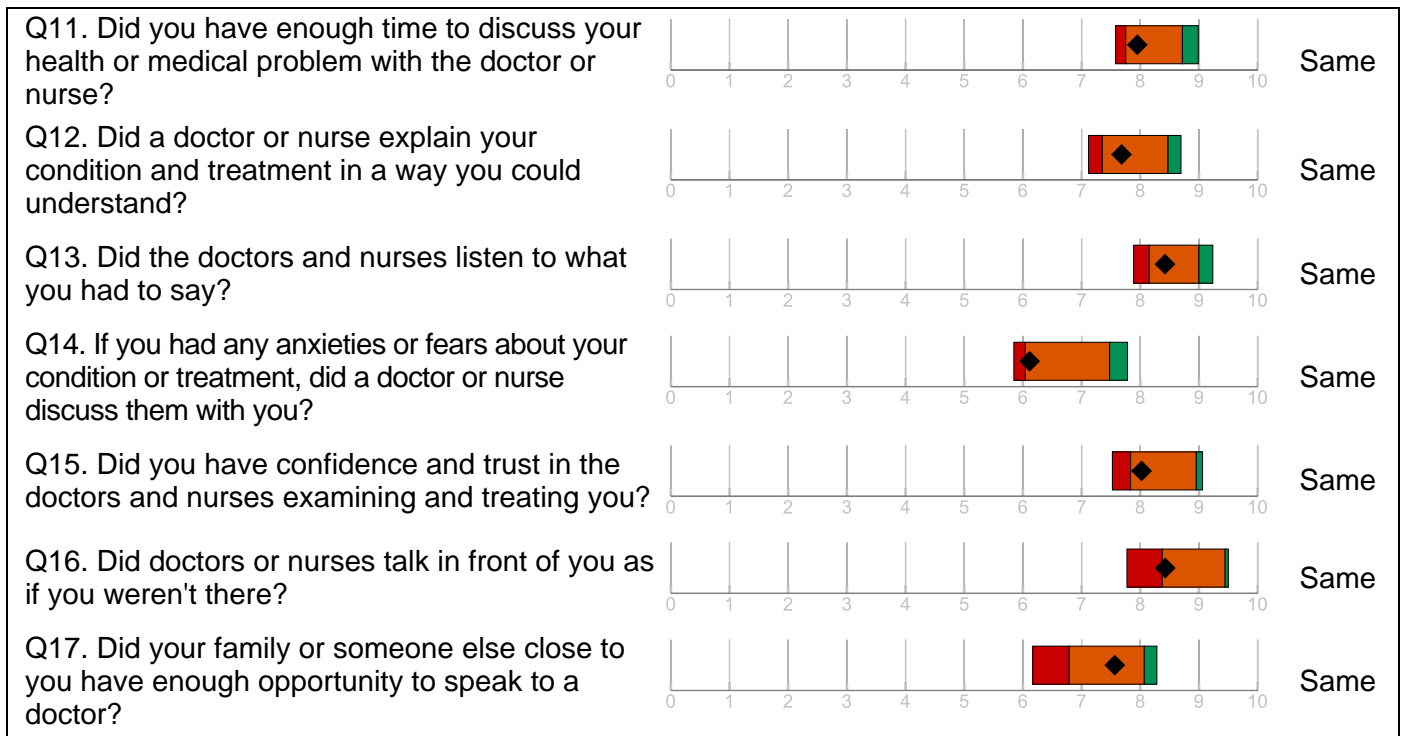 Q11. Did you have enough time to discuss your
health or medical problem with the doctor or
nurse?
0 1 2 3 4 5 6 7 8 9 10
Same
Q12. Did a doctor or nurse explain your
condition and treatment in a way you could
understand?
0 1 2 3 4 5 6 7 8 9 10
Same
Q13. Did the doctors and nurses listen to what
you had to say?
0 1 2 3 4 5 6 7 8 9 10
Same
Q14. If you had any anxieties or fears about your
condition or treatment, did a doctor or nurse
discuss them with you?
0 1 2 3 4 5 6 7 8 9 10
Same
Q15. Did you have confidence and trust in the
doctors and nurses examining and treating you?
0 1 2 3 4 5 6 7 8 9 10
Same
Q16. Did doctors or nurses talk in front of you as
if you weren't there?
0 1 2 3 4 5 6 7 8 9 10
Same
Q17. Did your family or someone else close to
you have enough opportunity to speak to a
doctor?
0 1 2 3 4 5 6 7 8 9 10
Same